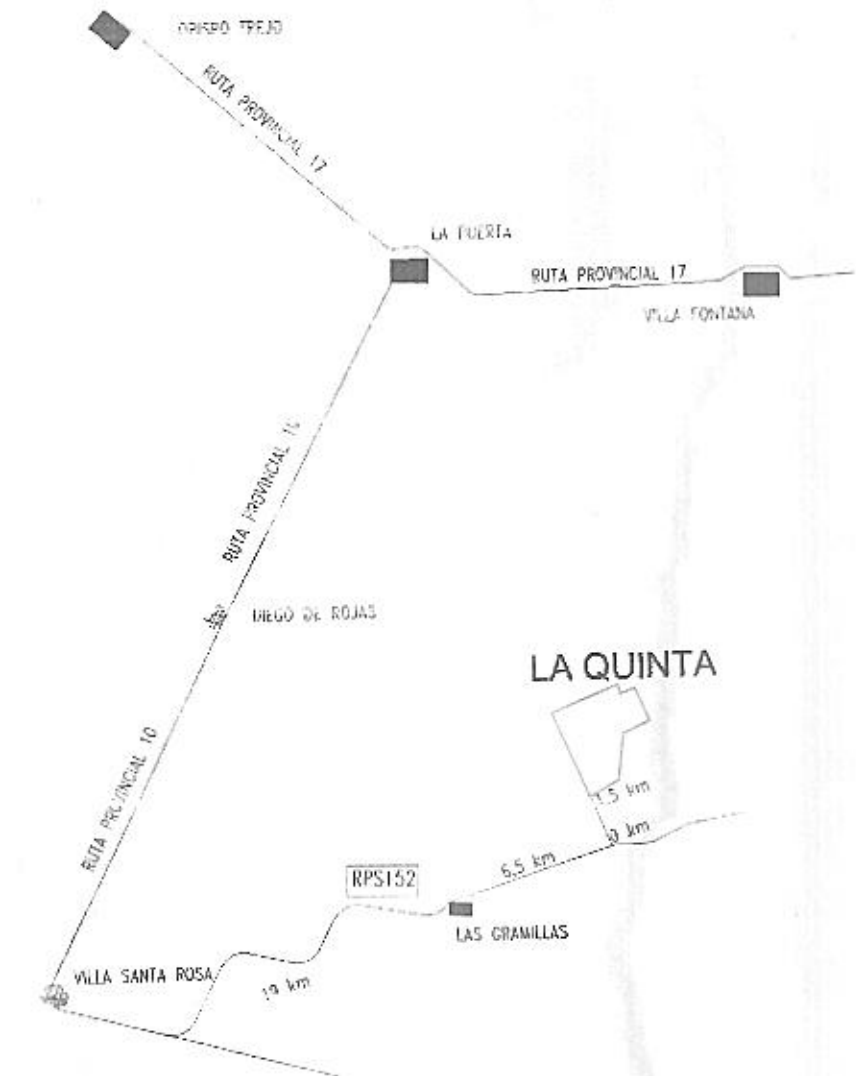 OBISPO TREJO
RUTA PROVINCIAL 17
LA PUERTA
RUTA PROVINCIAL 17
VILLA FONTANA
RUTA PROVINCIAL 10
DIEGO DE ROJAS
LA QUINTA
RUTA PROVINCIAL 10
1.5 km
0 km
6.5 km
RPS152
LAS GRAMILLAS
VILLA SANTA ROSA
19 km